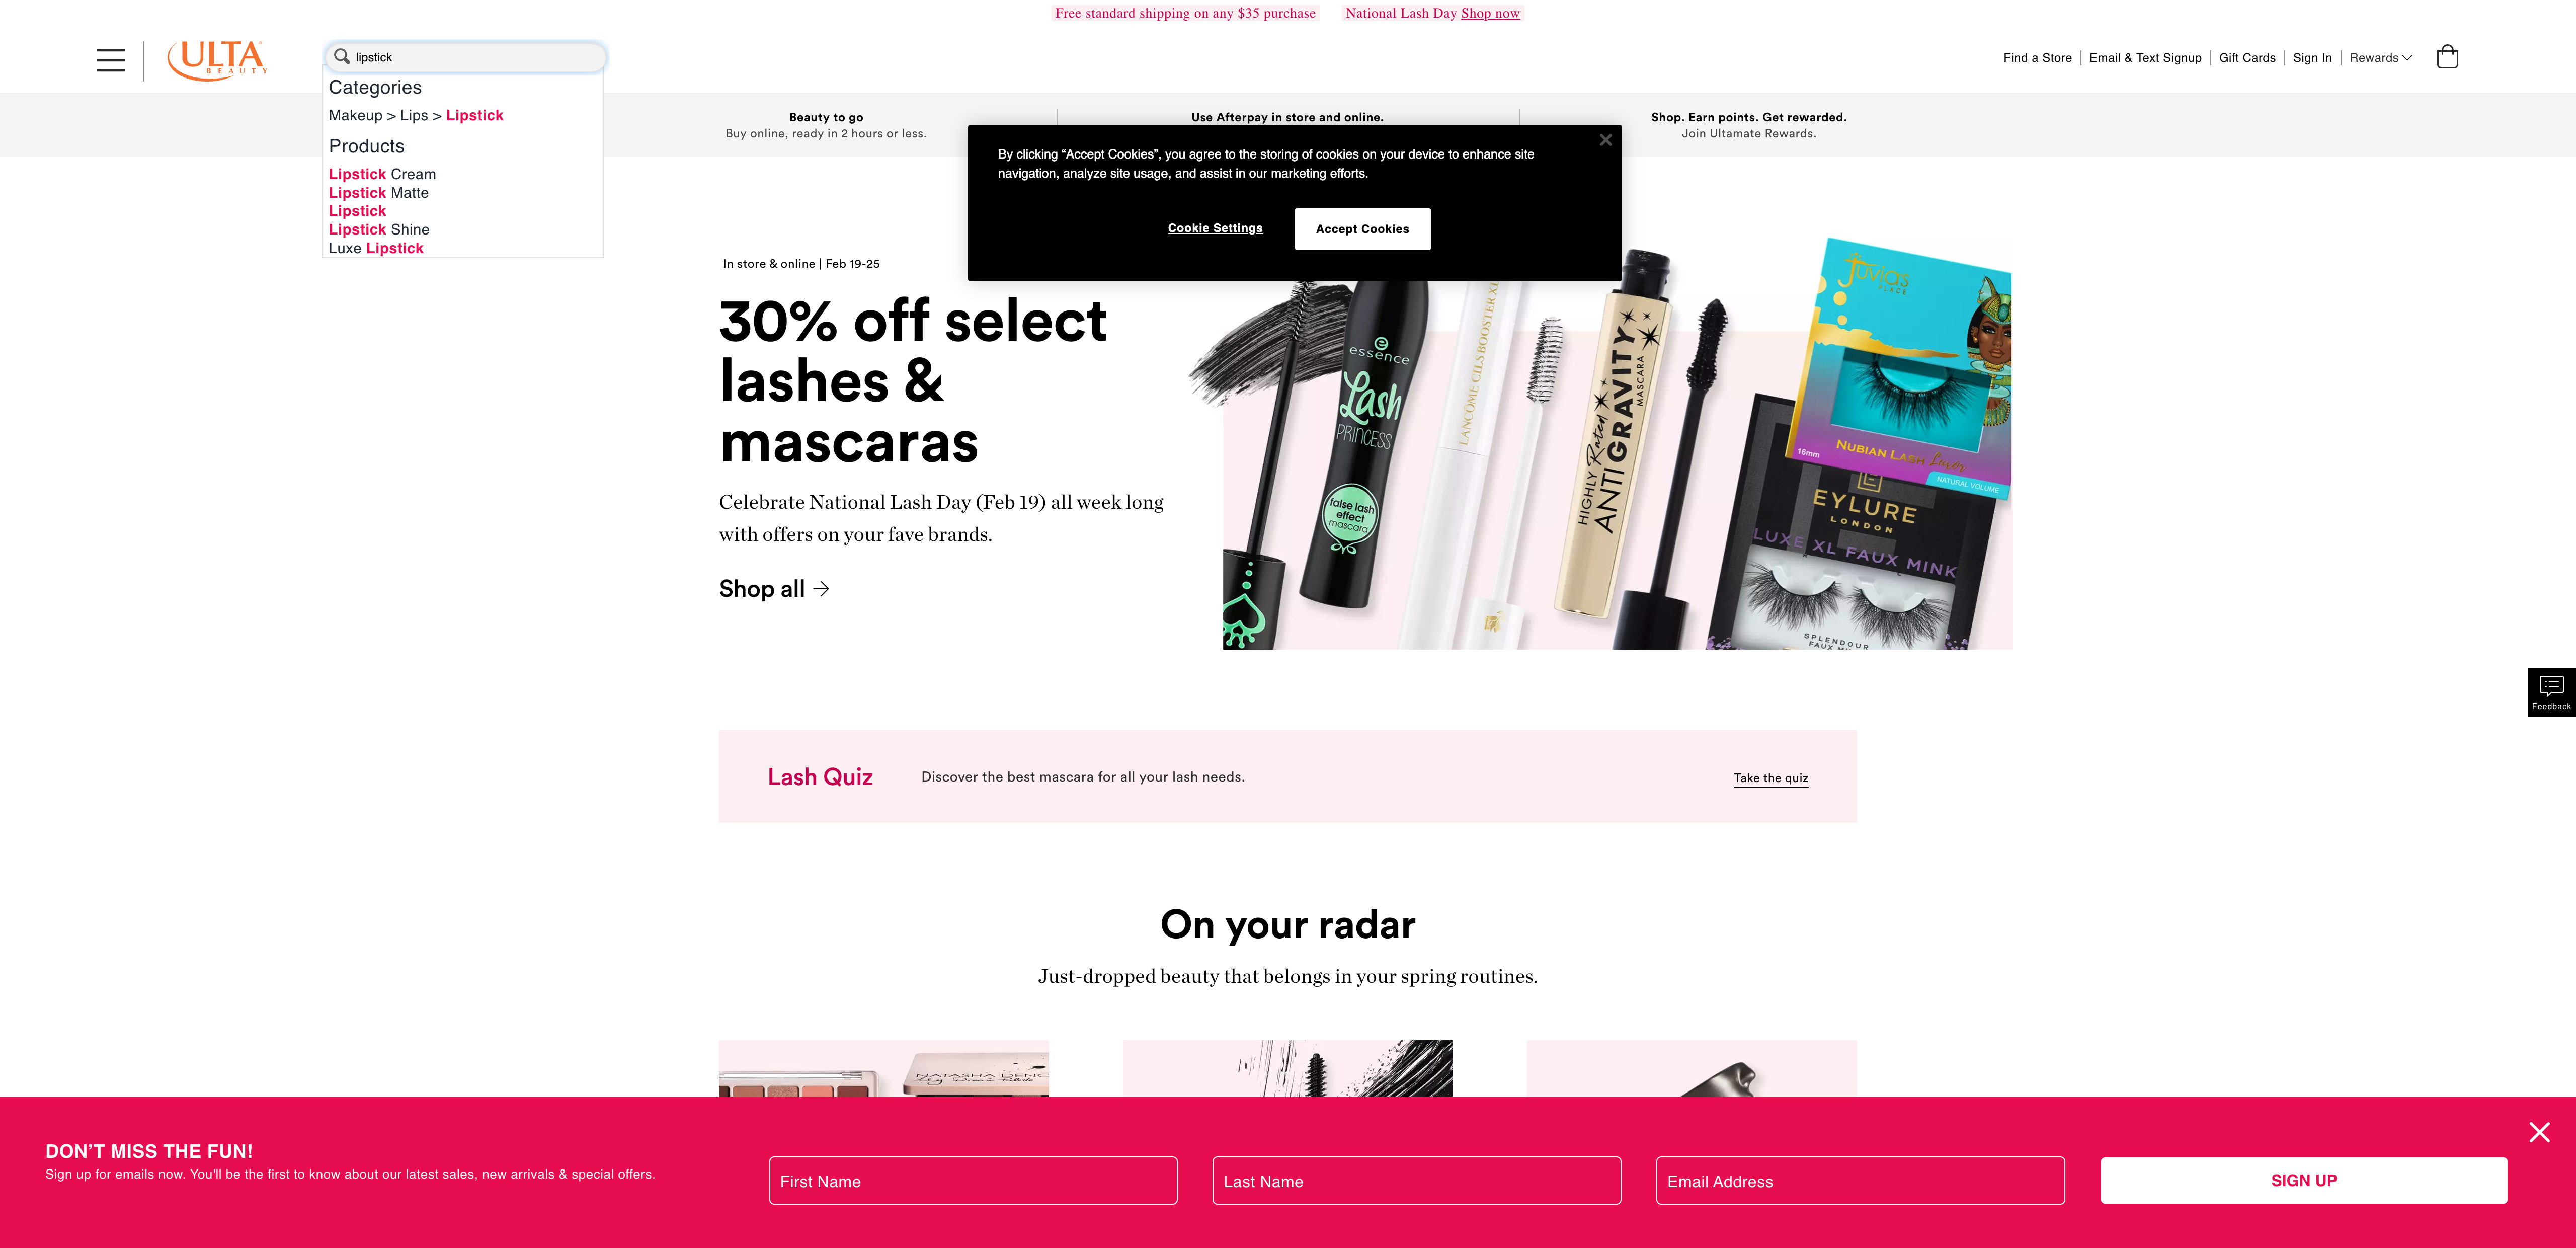 Free standard shipping on any $35 purchase
National Lash Day Shop now
ULTA
BEAUTY
lipstick
Find a Store
Email & Text Signup
Gift Cards
Sign In
Rewards
Categories
Makeup > Lips > Lipstick
Products
Lipstick Cream
Lipstick Matte
Lipstick
Lipstick Shine
Luxe Lipstick
Beauty to go
Buy online, ready in 2 hours or less.
Use Afterpay in store and online.
Shop. Earn points. Get rewarded.
Join Ultamate Rewards.
By clicking “Accept Cookies”, you agree to the storing of cookies on your device to enhance site
navigation, analyze site usage, and assist in our marketing efforts.
Cookie Settings
Accept Cookies
In store & online | Feb 19-25
30% off select
lashes &
mascaras
Celebrate National Lash Day (Feb 19) all week long
with offers on your fave brands.
Shop all
essence
Lash
PRINCESS
false lash
effect
mascara
LANCOME CILS BOOSTER
HIGHLY Rated
ANTI GRAVITY
MASCARA
Juvia's
PLACE
NUBIAN Lash Lover
16mm
NATURAL VOLUME
EYLURE
LONDON
LUXE XL FAUX MINK
SPLENDOUR
FAUX
Feedback
Lash Quiz
Discover the best mascara for all your lash needs.
Take the quiz
On your radar
Just-dropped beauty that belongs in your spring routines.
NATASHA DENO
DON’T MISS THE FUN!
Sign up for emails now. You'll be the first to know about our latest sales, new arrivals & special offers.
First Name
Last Name
Email Address
SIGN UP